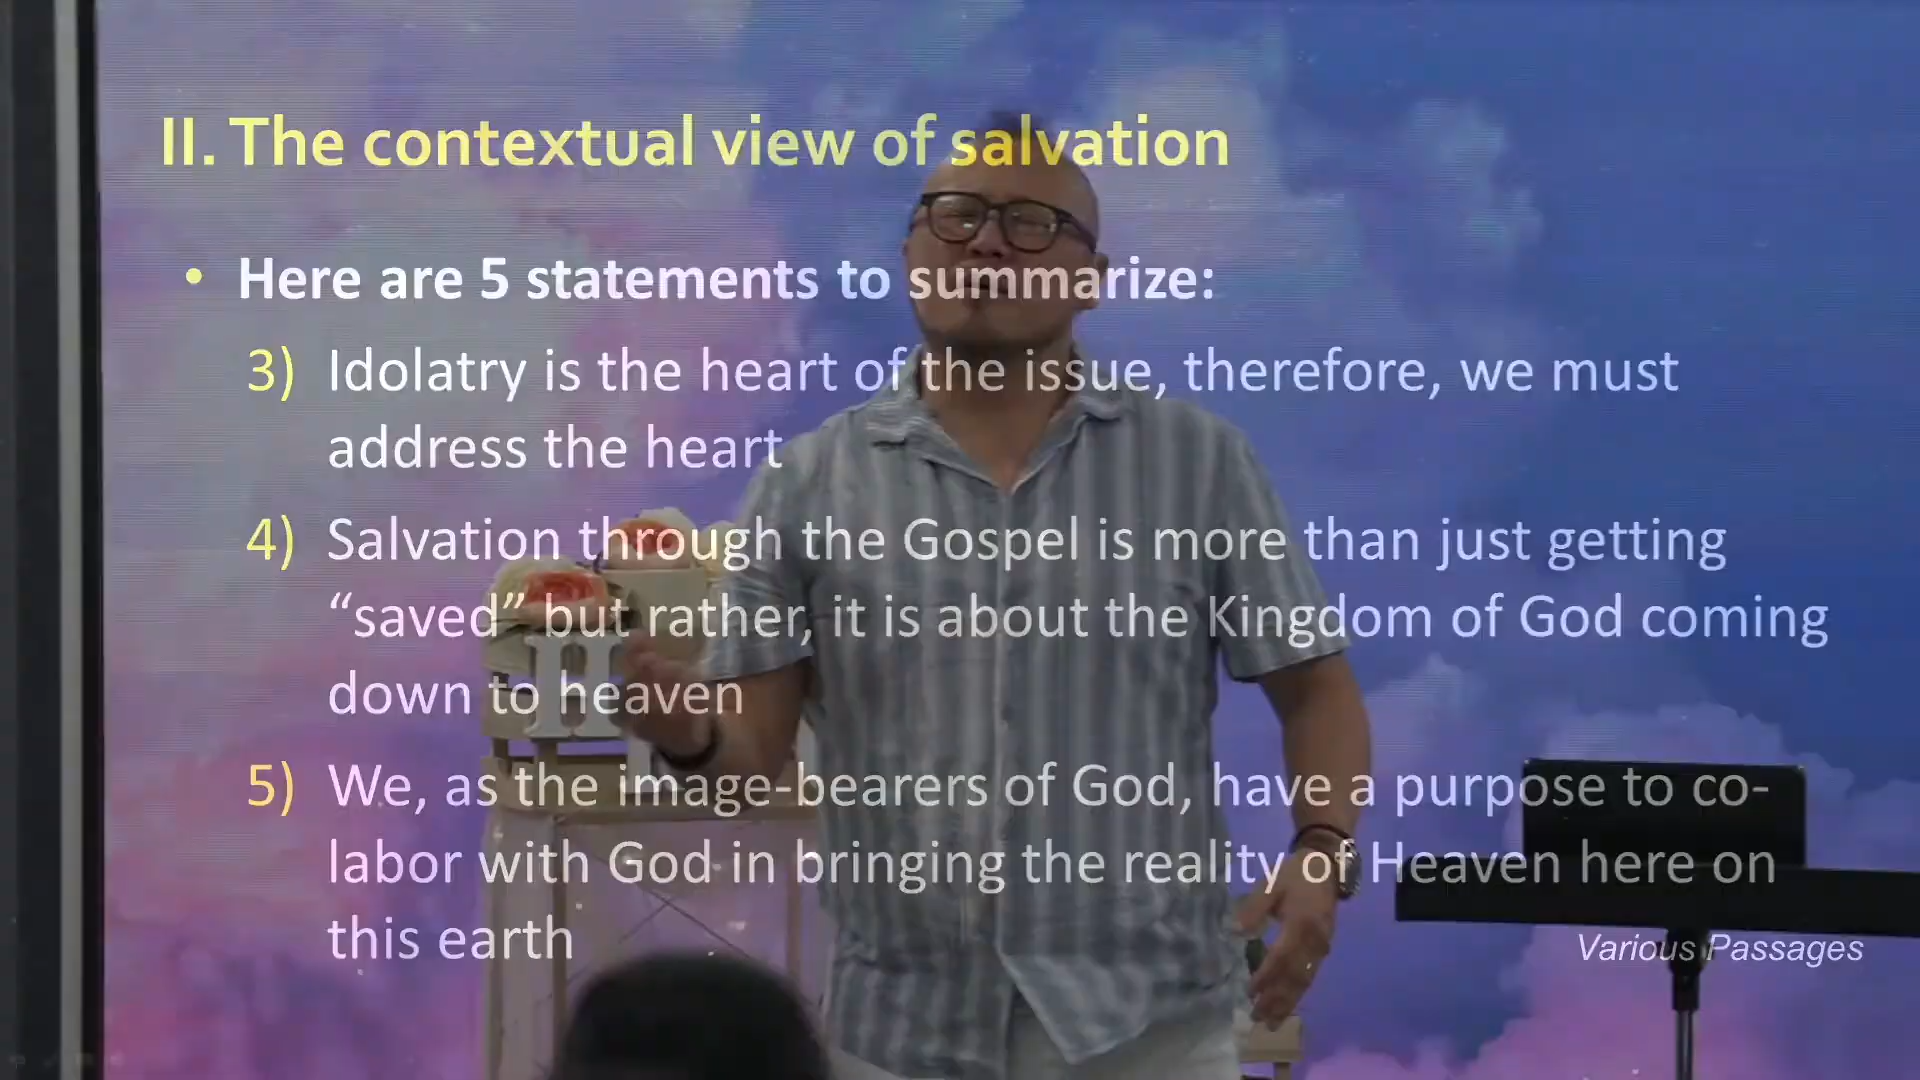 II. The contextual view of salvation
• Here are 5 statements to summarize:
3) Idolatry is the heart of the issue, therefore, we must
address the heart
4) Salvation through the Gospel is more than just getting
“saved” but rather, it is about the Kingdom of God coming
down to heaven
5) We, as the image-bearers of God, have a purpose to co-
labor with God in bringing the reality of Heaven here on
this earth
Various Passages